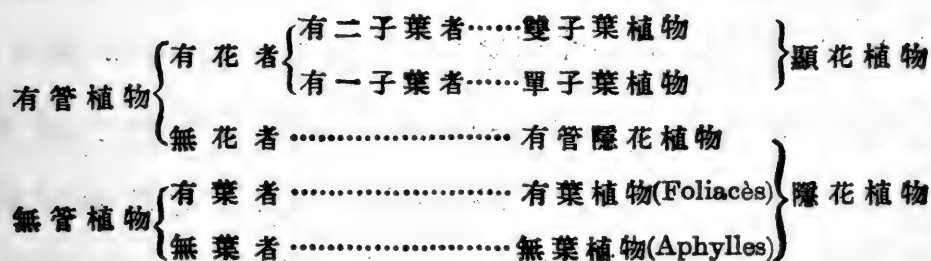 有二子葉者……雙子葉植物
有花者 顯花植物
有一子葉者……單子葉植物
有管植物
無花者………………有管隱花植物
有葉者………………有葉植物(Foliacès) 隱花植物
無管植物
無葉者………………無葉植物(Aphylles)